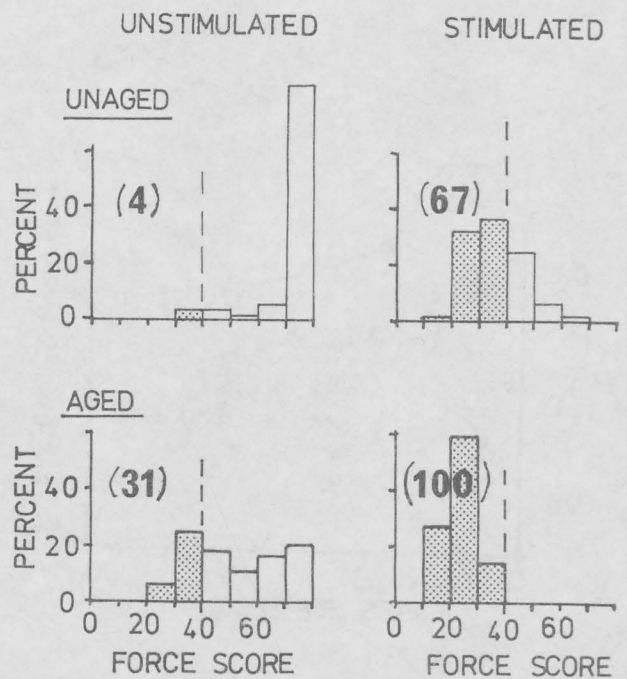 UNSTIMULATED STIMULATED
UNAGED
PERCENT
40
20
0
(4)
(67)
AGED
PERCENT
40
20
0
(31)
(100)
0 20 40 60 0 20 40 60
FORCE SCORE FORCE SCORE